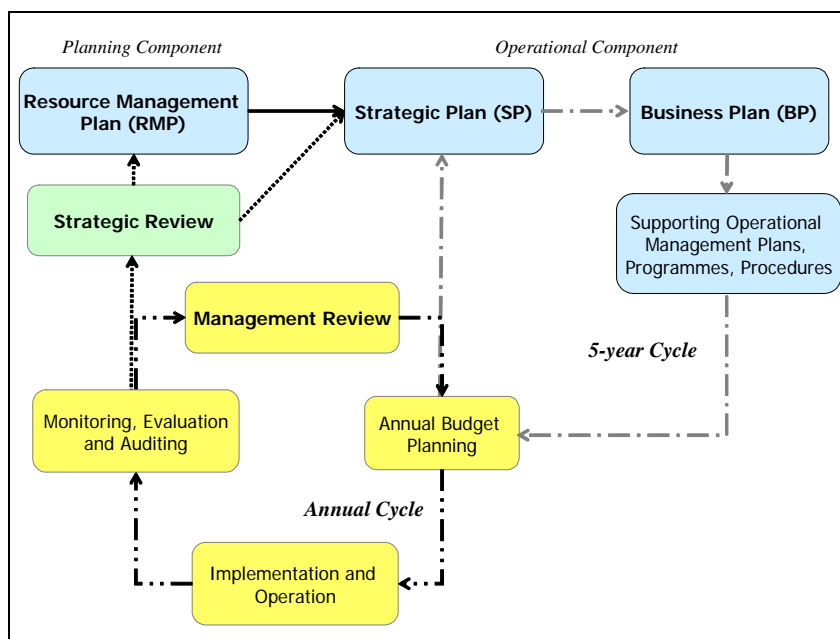 Planning Component
Operational Component
Resource Management
Plan (RMP)
Strategic Plan (SP)
Business Plan (BP)
Strategic Review
Supporting Operational
Management Plans,
Programmes, Procedures
Management Review
5-year Cycle
Monitoring, Evaluation
and Auditing
Annual Budget
Planning
Annual Cycle
Implementation and
Operation